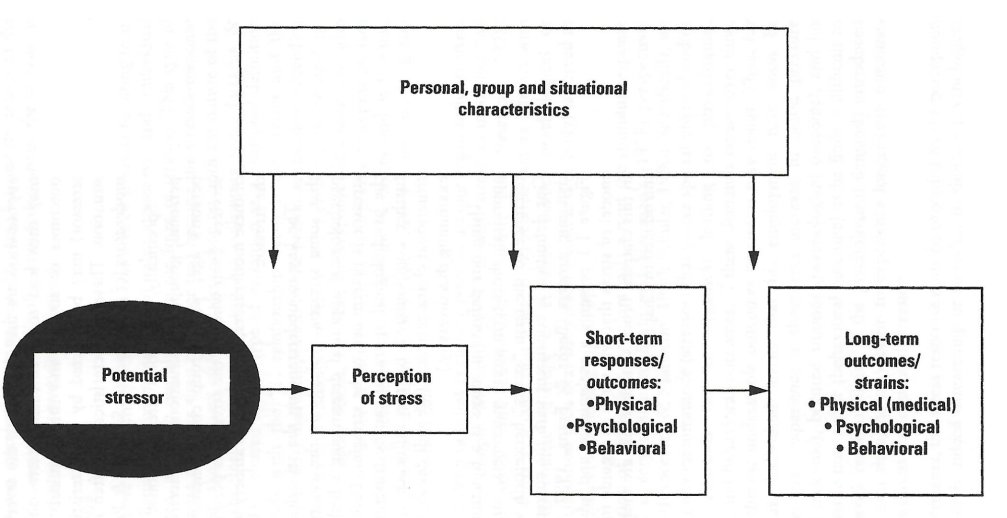 Personal, group and situational
characteristics
Potential
stressor
Perception
of stress
Short-term
responses/
outcomes:
•Physical
•Psychological
•Behavioral
Long-term
outcomes/
strains:
• Physical (medical)
• Psychological
• Behavioral